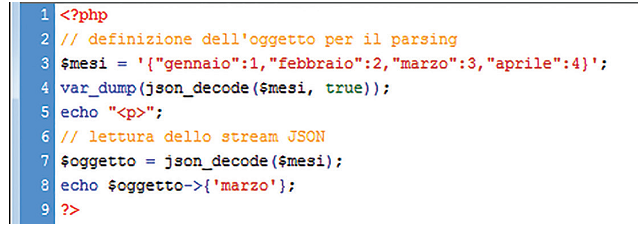 1 <?php
2 // definizione dell'oggetto per il parsing
3 $mesi = '{"gennaio":1,"febbraio":2,"marzo":3,"aprile":4}';
4 var_dump(json_decode($mesi, true));
5 echo "<p>";
6 // lettura dello stream JSON
7 $oggetto = json_decode($mesi);
8 echo $oggetto->{'marzo'};
9 ?>